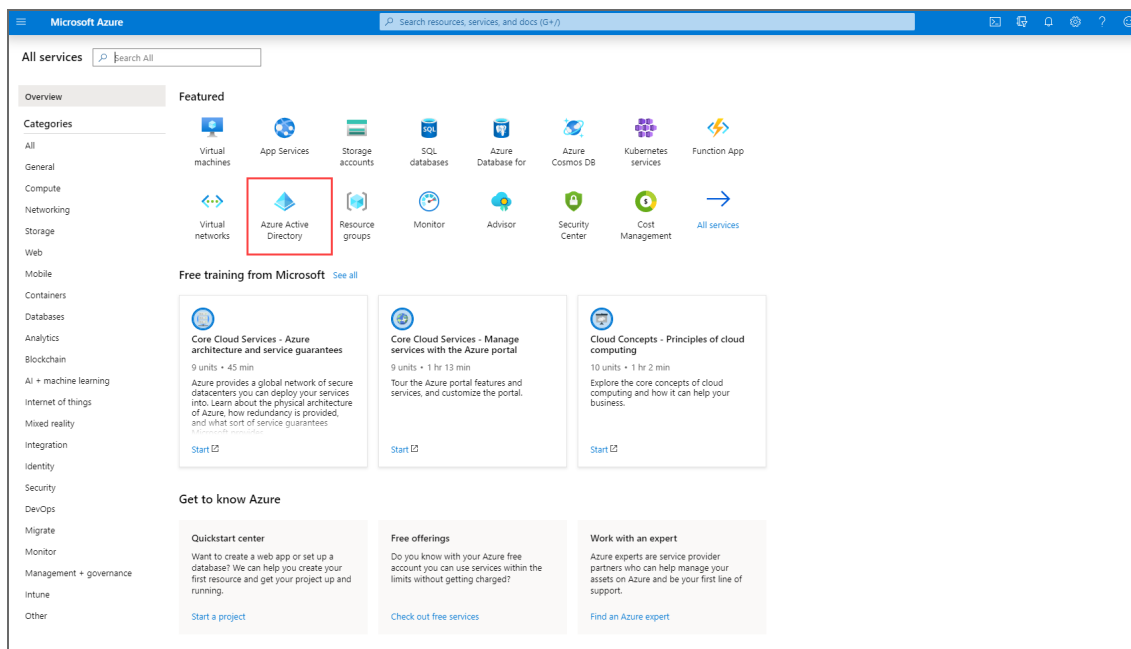 Microsoft Azure
Search resources, services, and docs (G+/)
All services
Search All
Overview
Categories
All
General
Compute
Networking
Storage
Web
Mobile
Containers
Databases
Analytics
Blockchain
AI + machine learning
Internet of things
Mixed reality
Integration
Identity
Security
DevOps
Migrate
Monitor
Management + governance
Intune
Other
Featured
Virtual
machines
App Services
Storage
accounts
SQL
SQL
databases
Azure
Database for
Azure
Cosmos DB
Kubernetes
services
Function App
Virtual
networks
Azure Active
Directory
Resource
groups
Monitor
Advisor
Security
Center
Cost
Management
All services
Free training from Microsoft See all
Core Cloud Services - Azure
architecture and service guarantees
9 units • 45 min
Azure provides a global network of secure
datacenters you can deploy your services
into. Learn about the physical architecture
of Azure, how redundancy is provided,
and what sort of service guarantees
Start
Core Cloud Services - Manage
services with the Azure portal
9 units • 1 hr 13 min
Tour the Azure portal features and
services, and customize the portal.
Start
Cloud Concepts - Principles of cloud
computing
10 units • 1 hr 2 min
Explore the core concepts of cloud
computing and how it can help your
business.
Start
Get to know Azure
Quickstart center
Want to create a web app or set up a
database? We can help you create your
first resource and get your project up and
running.
Start a project
Free offerings
Do you know with your Azure free
account you can use services within the
limits without getting charged?
Check out free services
Work with an expert
Azure experts are service provider
partners who can help manage your
assets on Azure and be your first line of
support.
Find an Azure expert